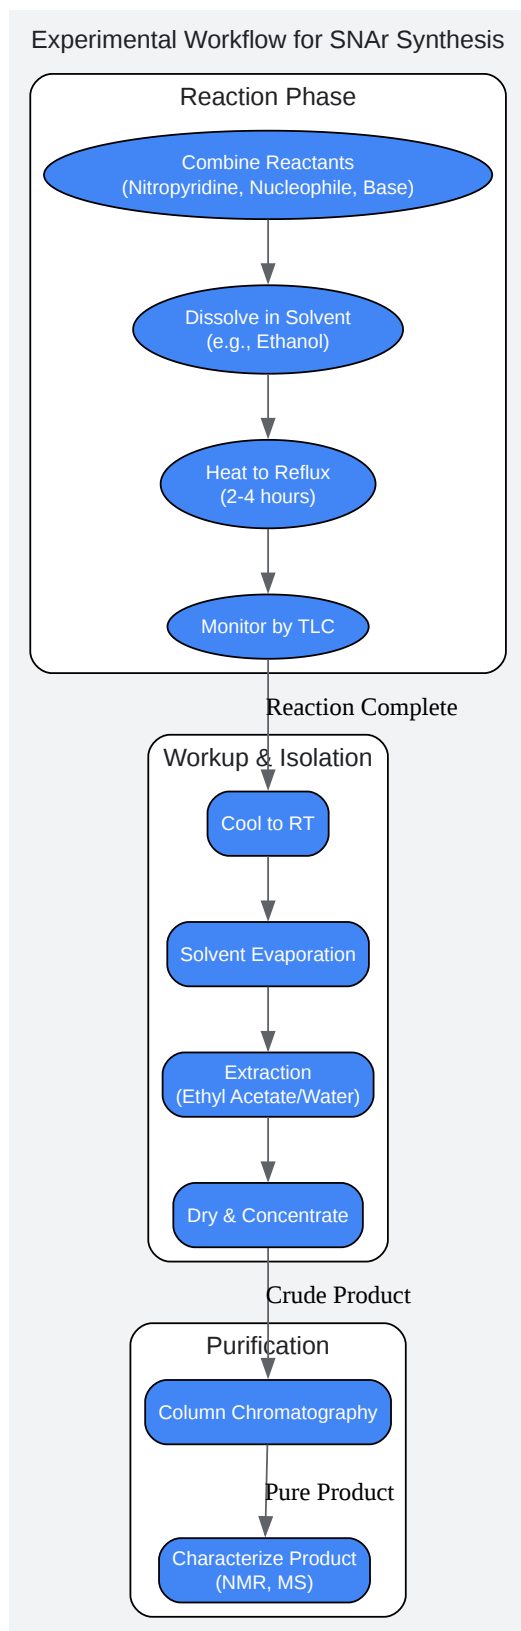 Experimental Workflow for SNAr Synthesis
Reaction Phase
Combine Reactants
(Nitropyridine, Nucleophile, Base)
Dissolve in Solvent
(e.g., Ethanol)
Heat to Reflux
(2-4 hours)
Monitor by TLC
Reaction Complete
Workup & Isolation
Cool to RT
Solvent Evaporation
Extraction
(Ethyl Acetate/Water)
Dry & Concentrate
Crude Product
Purification
Column Chromatography
Pure Product
Characterize Product
(NMR, MS)